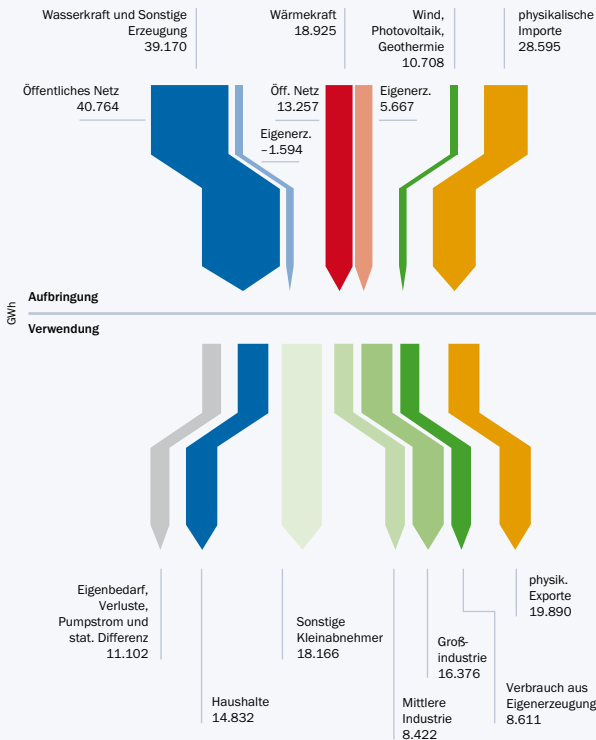 Wasserkraft und Sonstige
Erzeugung
39.170
Wärmekraft
18.925
Wind,
Photovoltaik,
Geothermie
10.708
physikalische
Importe
28.595
Öffentliches Netz
40.764
Eigenerz.
–1.594
Öff. Netz
13.257
Eigenerz.
5.667
Aufbringung
GWh
Verwendung
Eigenbedarf,
Verluste,
Pumpstrom und
stat. Differenz
11.102
Haushalte
14.832
Sonstige
Kleinabnehmer
18.166
Mittlere
Industrie
8.422
Groß-
industrie
16.376
Verbrauch aus
Eigenerzeugung
8.611
physik.
Exporte
19.890